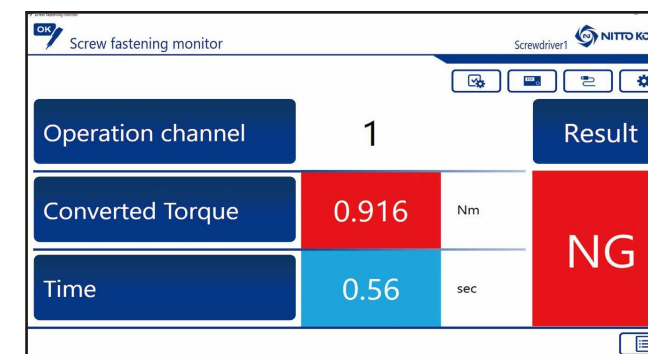 OK
Screw fastening monitor
Screwdriver1 NITTO KO
Operation channel 1 Result
Converted Torque 0.916 Nm
NG
Time 0.56 sec